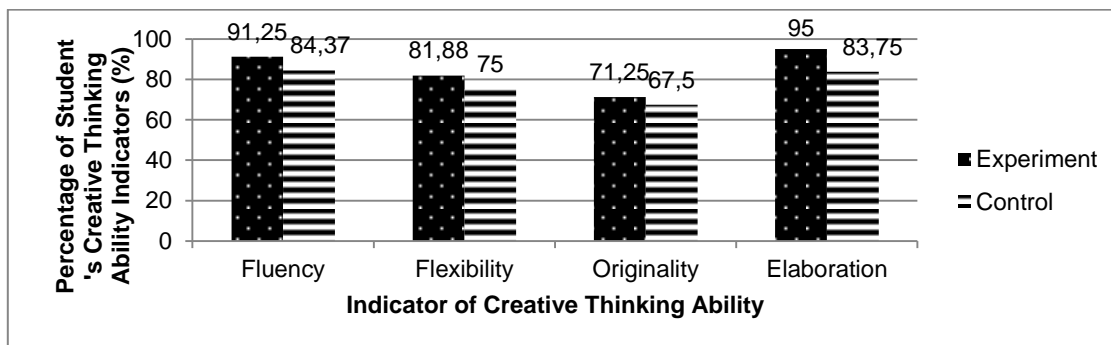 Percentage of Student
's Creative Thinking
Ability Indicators (%)
100
80
60
40
20
0
91,25
84,37
81,88
75
71,25
67,5
95
83,75
Fluency
Flexibility
Originality
Elaboration
Indicator of Creative Thinking Ability
Experiment
Control